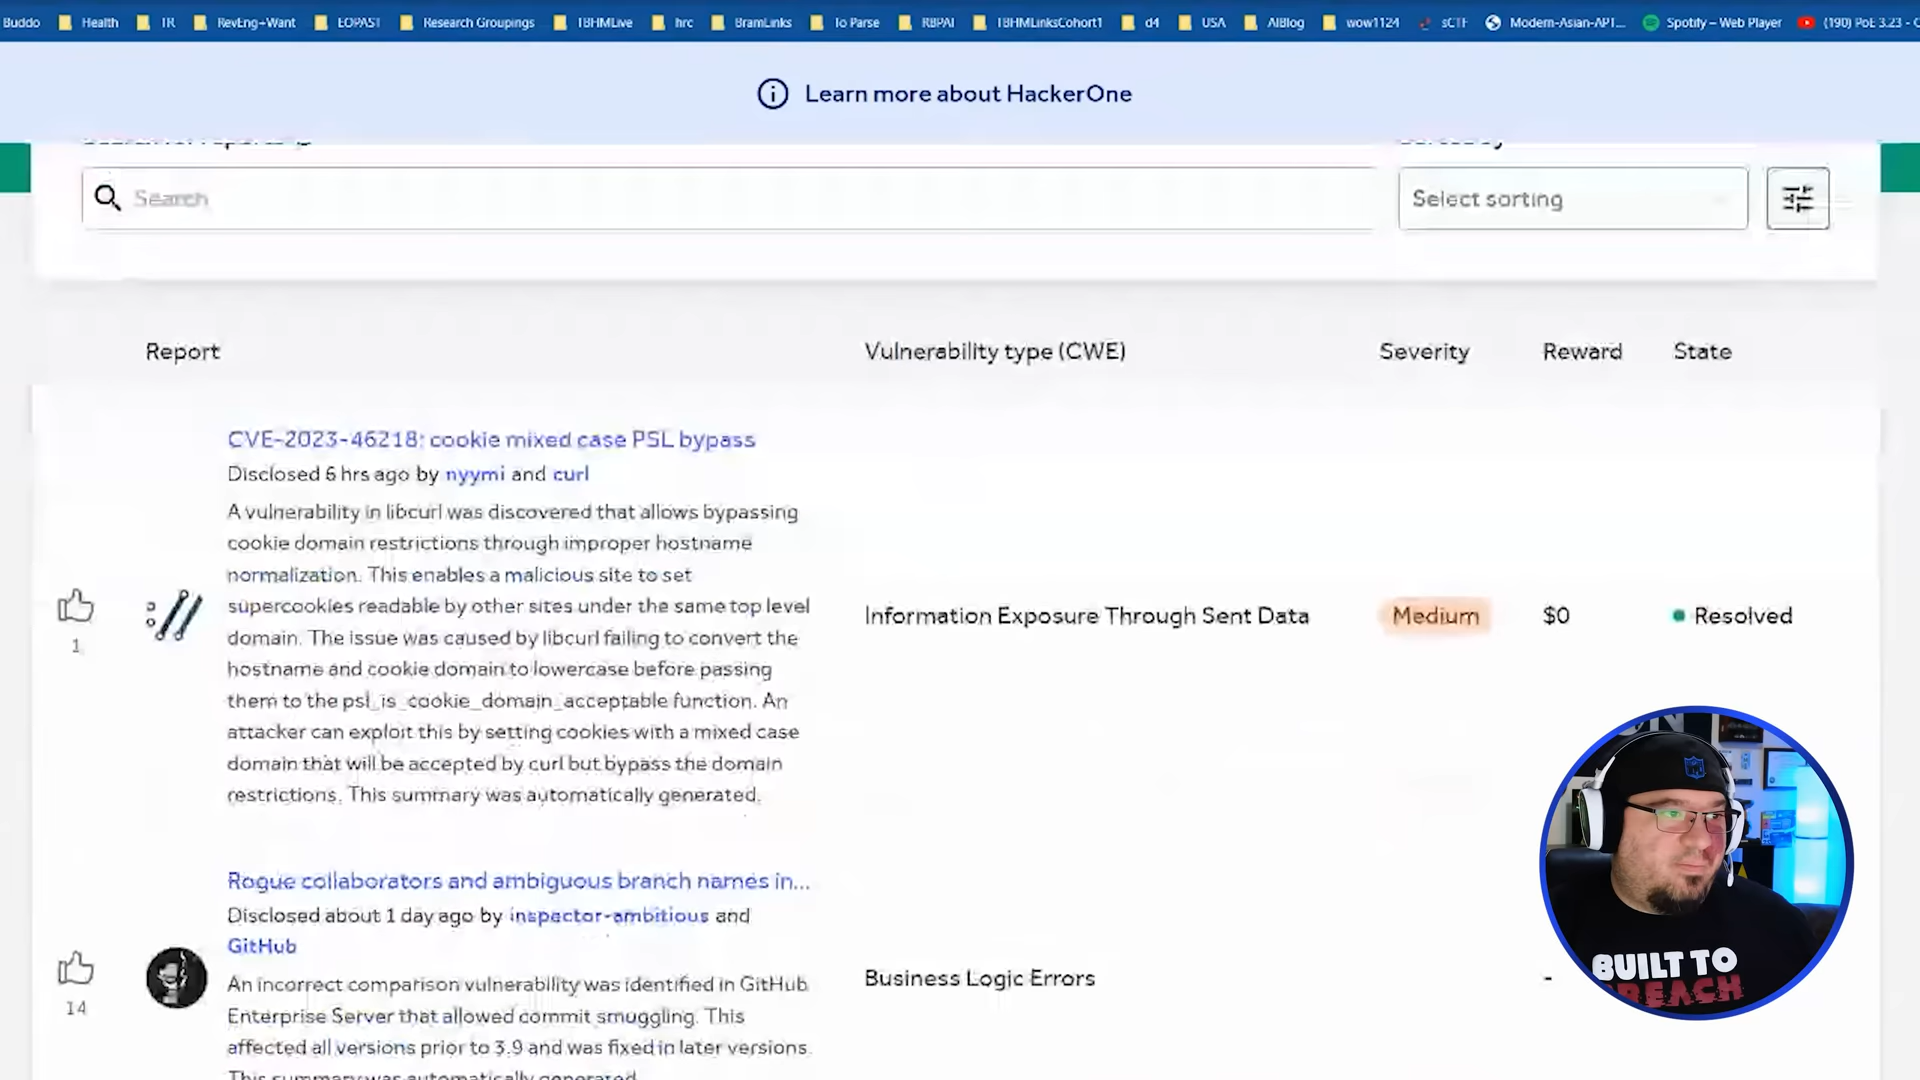 Buddo Health TR RevEng+Want EOPAST Research Groupings TBHMLive hrc BramLinks To Parse RBPAI TBHMLinksCohort1 d4 USA AIBlog wow1124 sCTF Modern-Asian-APT... Spotify – Web Player (190) PoE 3.23 - C
Learn more about HackerOne
Search
Select sorting
Report Vulnerability type (CWE) Severity Reward State
CVE-2023-46218: cookie mixed case PSL bypass
Disclosed 6 hrs ago by nyymi and curl
A vulnerability in libcurl was discovered that allows bypassing
cookie domain restrictions through improper hostname
normalization. This enables a malicious site to set
supercookies readable by other sites under the same top level
domain. The issue was caused by libcurl failing to convert the
hostname and cookie domain to lowercase before passing
them to the psl_is_cookie_domain_acceptable function. An
attacker can exploit this by setting cookies with a mixed case
domain that will be accepted by curl but bypass the domain
restrictions. This summary was automatically generated.
1
Information Exposure Through Sent Data Medium $0 Resolved
Rogue collaborators and ambiguous branch names in...
Disclosed about 1 day ago by inspector-ambitious and
GitHub
An incorrect comparison vulnerability was identified in GitHub
Enterprise Server that allowed commit smuggling. This
affected all versions prior to 3.9 and was fixed in later versions.
This summary was automatically generated.
14
Business Logic Errors -
BUILT TO
BREACH